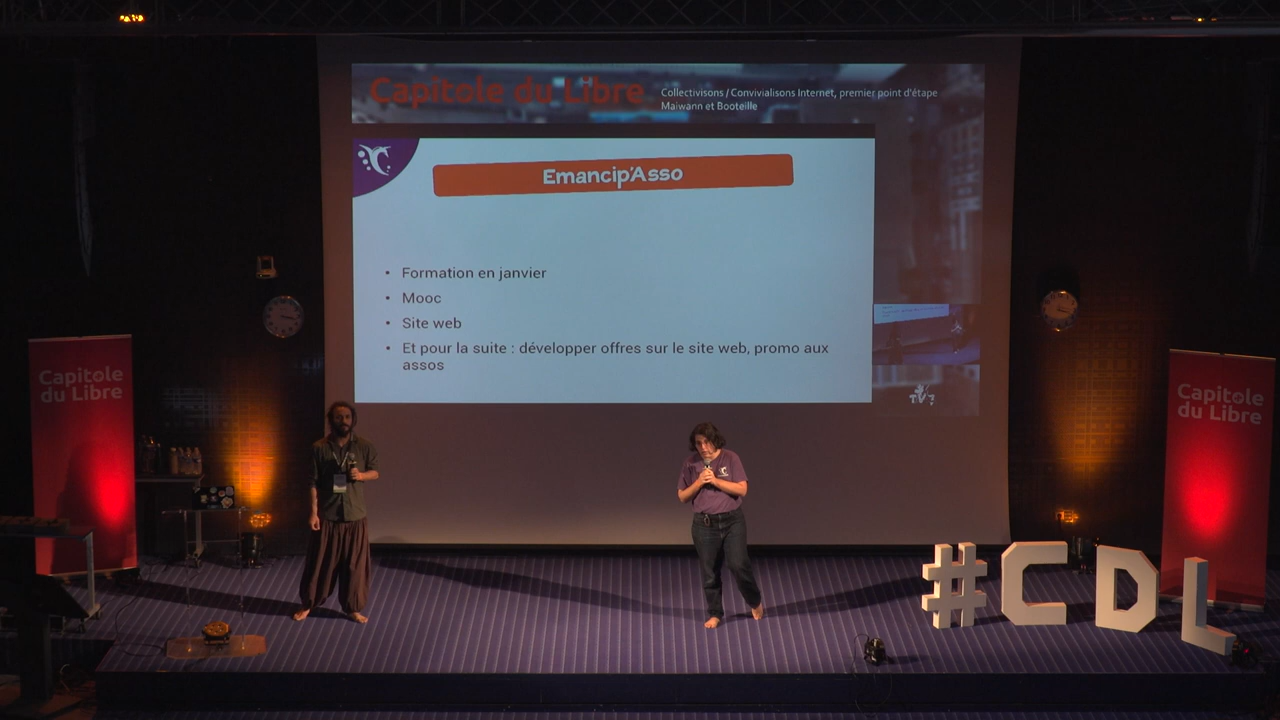 Capitole du Libre
Collectivisons / Convivialisons Internet, premier point d'étape
Maiwann et Booteille
Emancip'Asso
• Formation en janvier
• Mooc
• Site web
• Et pour la suite : développer offres sur le site web, promo aux
assos
Capitole
du Libre
Capitole
du Libre
#CDL